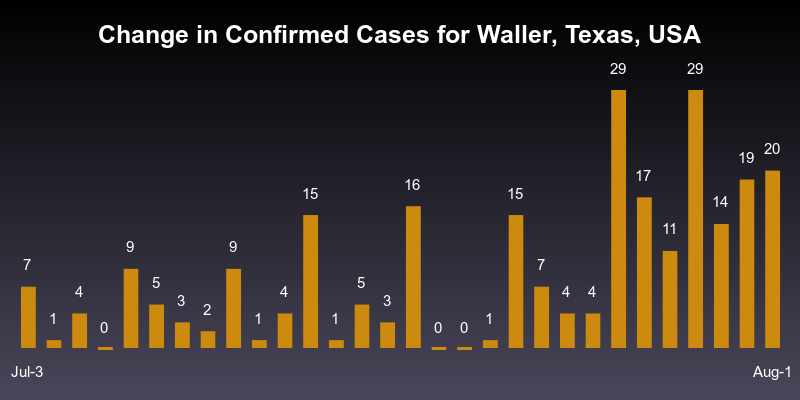 Change in Confirmed Cases for Waller, Texas, USA
7 1 4 0 9 5 3 2 9 1 4 15 1 5 3 16 0 0 1 15 7 4 4 29 17 11 29 14 19 20
Jul-3 Aug-1